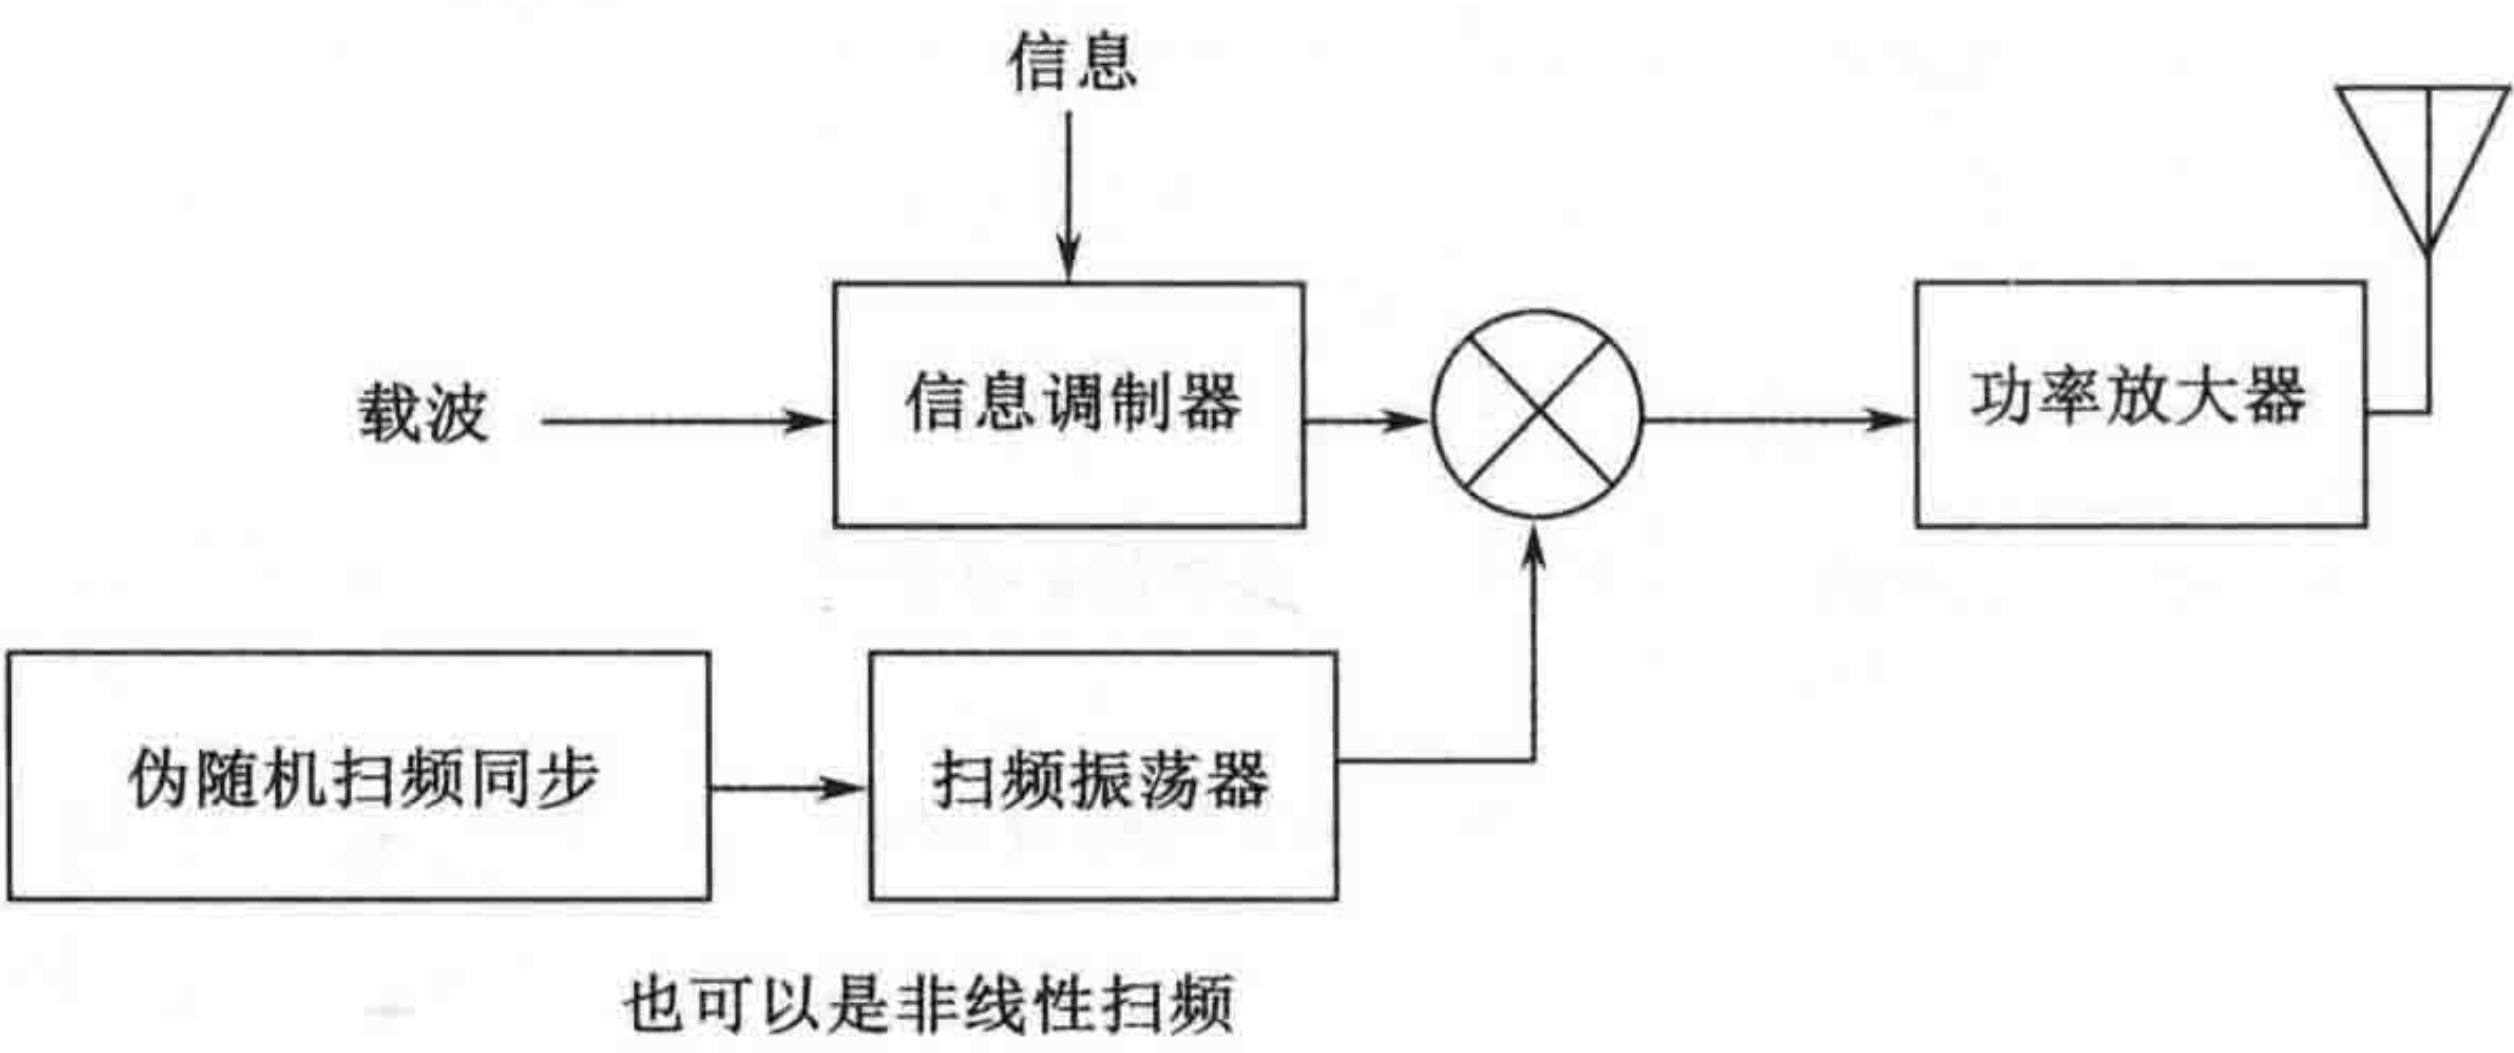 信息
载波
信息调制器
功率放大器
伪随机扫频同步
扫频振荡器
也可以是非线性扫频